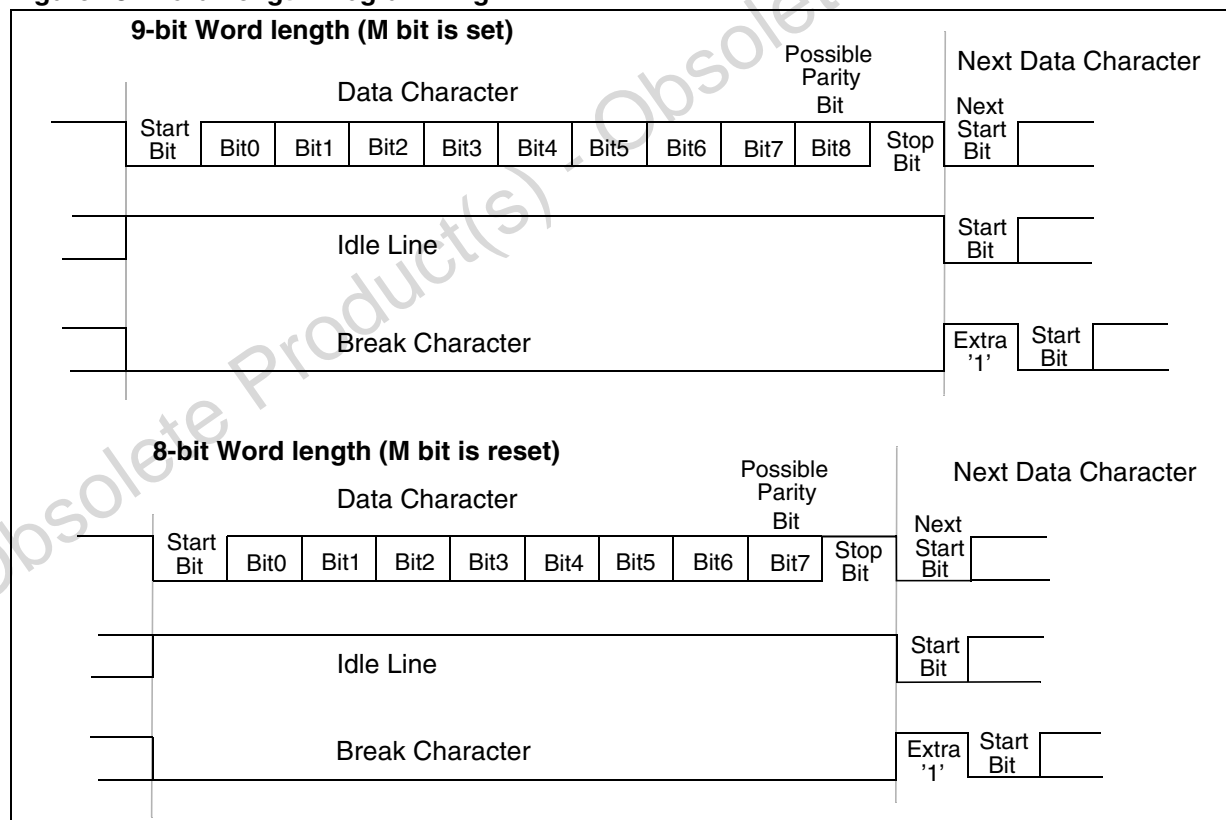 9-bit Word length (M bit is set)
Possible
Parity
Bit
Next Data Character
Data Character
Start
Bit
Bit0
Bit1
Bit2
Bit3
Bit4
Bit5
Bit6
Bit7
Bit8
Stop
Bit
Next
Start
Bit
Idle Line
Start
Bit
Break Character
Extra
'1'
Start
Bit
8-bit Word length (M bit is reset)
Possible
Parity
Bit
Next Data Character
Data Character
Start
Bit
Bit0
Bit1
Bit2
Bit3
Bit4
Bit5
Bit6
Bit7
Stop
Bit
Next
Start
Bit
Idle Line
Start
Bit
Break Character
Extra
'1'
Start
Bit
Obsolete Product(s) - Obsolete